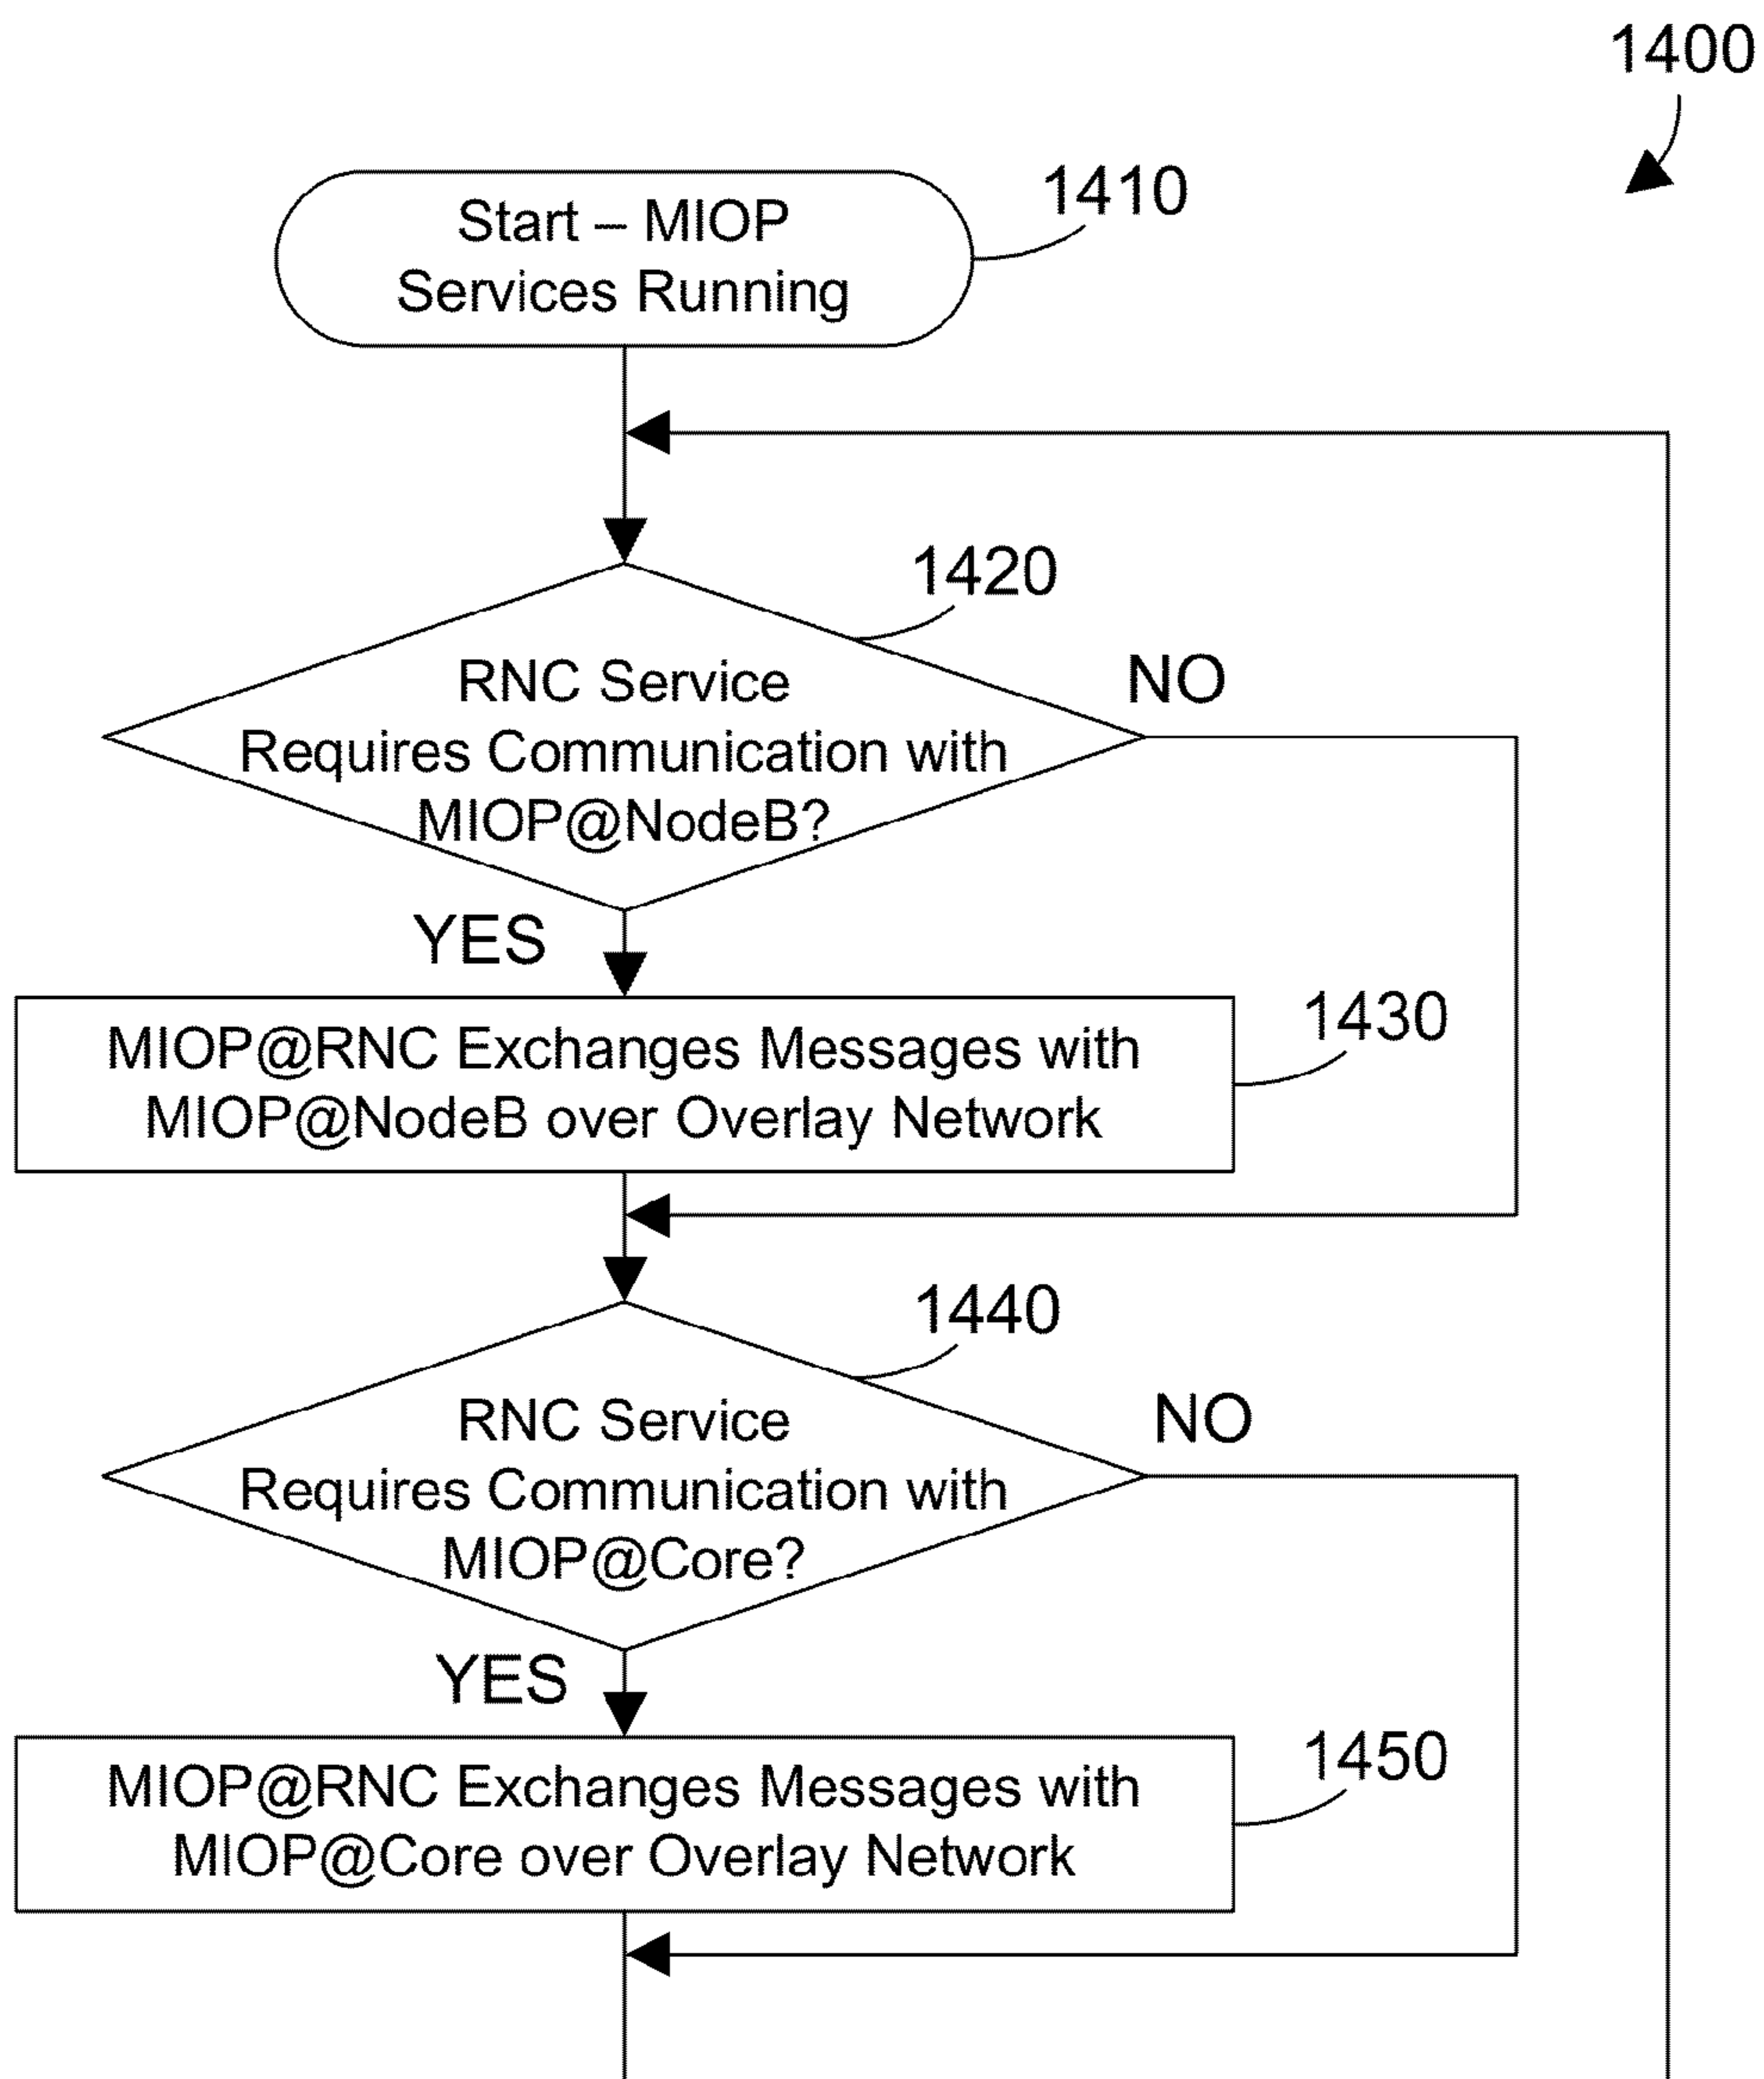 1400
Start – MIOP
Services Running
1410
1420
RNC Service
Requires Communication with
MIOP@NodeB?
NO
YES
MIOP@RNC Exchanges Messages with
MIOP@NodeB over Overlay Network
1430
1440
RNC Service
Requires Communication with
MIOP@Core?
NO
YES
MIOP@RNC Exchanges Messages with
MIOP@Core over Overlay Network
1450